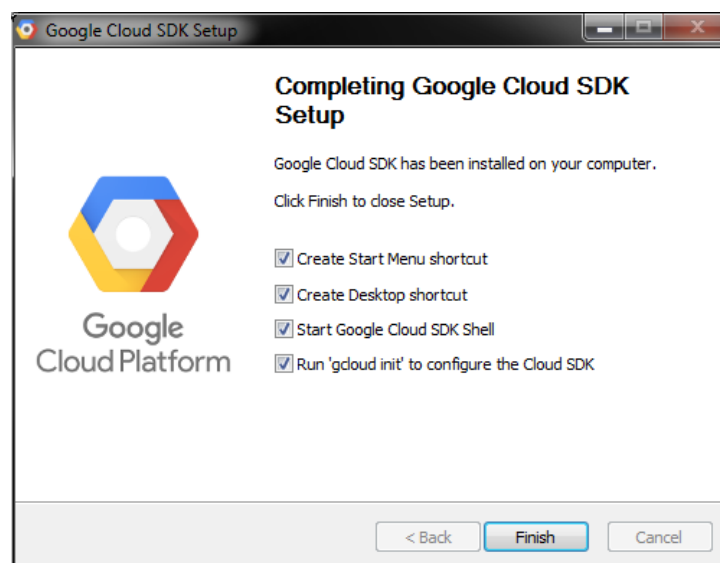 Google Cloud SDK Setup
Completing Google Cloud SDK
Setup
Google Cloud SDK has been installed on your computer.
Click Finish to close Setup.
Create Start Menu shortcut
Create Desktop shortcut
Start Google Cloud SDK Shell
Run 'gcloud init' to configure the Cloud SDK
Google
Cloud Platform
< Back
Finish
Cancel